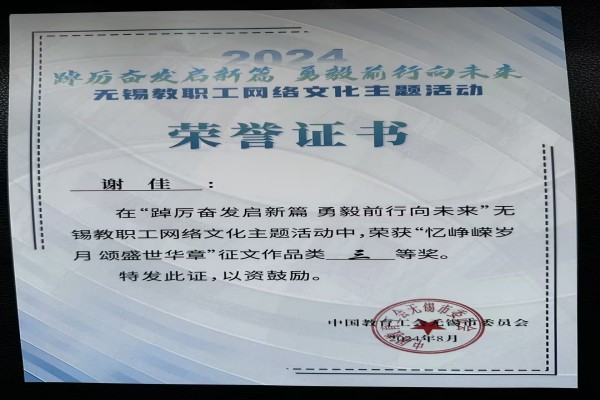 2024
踔厉奋发启新篇 勇毅前行向未来
无锡教职工网络文化主题活动
荣誉证书
谢 佳 :
在“踔厉奋发启新篇 勇毅前行向未来”无
锡教职工网络文化主题活动中,荣获“忆峥嵘岁
月 颂盛世华章”征文作品类 三 等奖。
特发此证,以资鼓励。
中国教育工会无锡市委员会
2024年8月